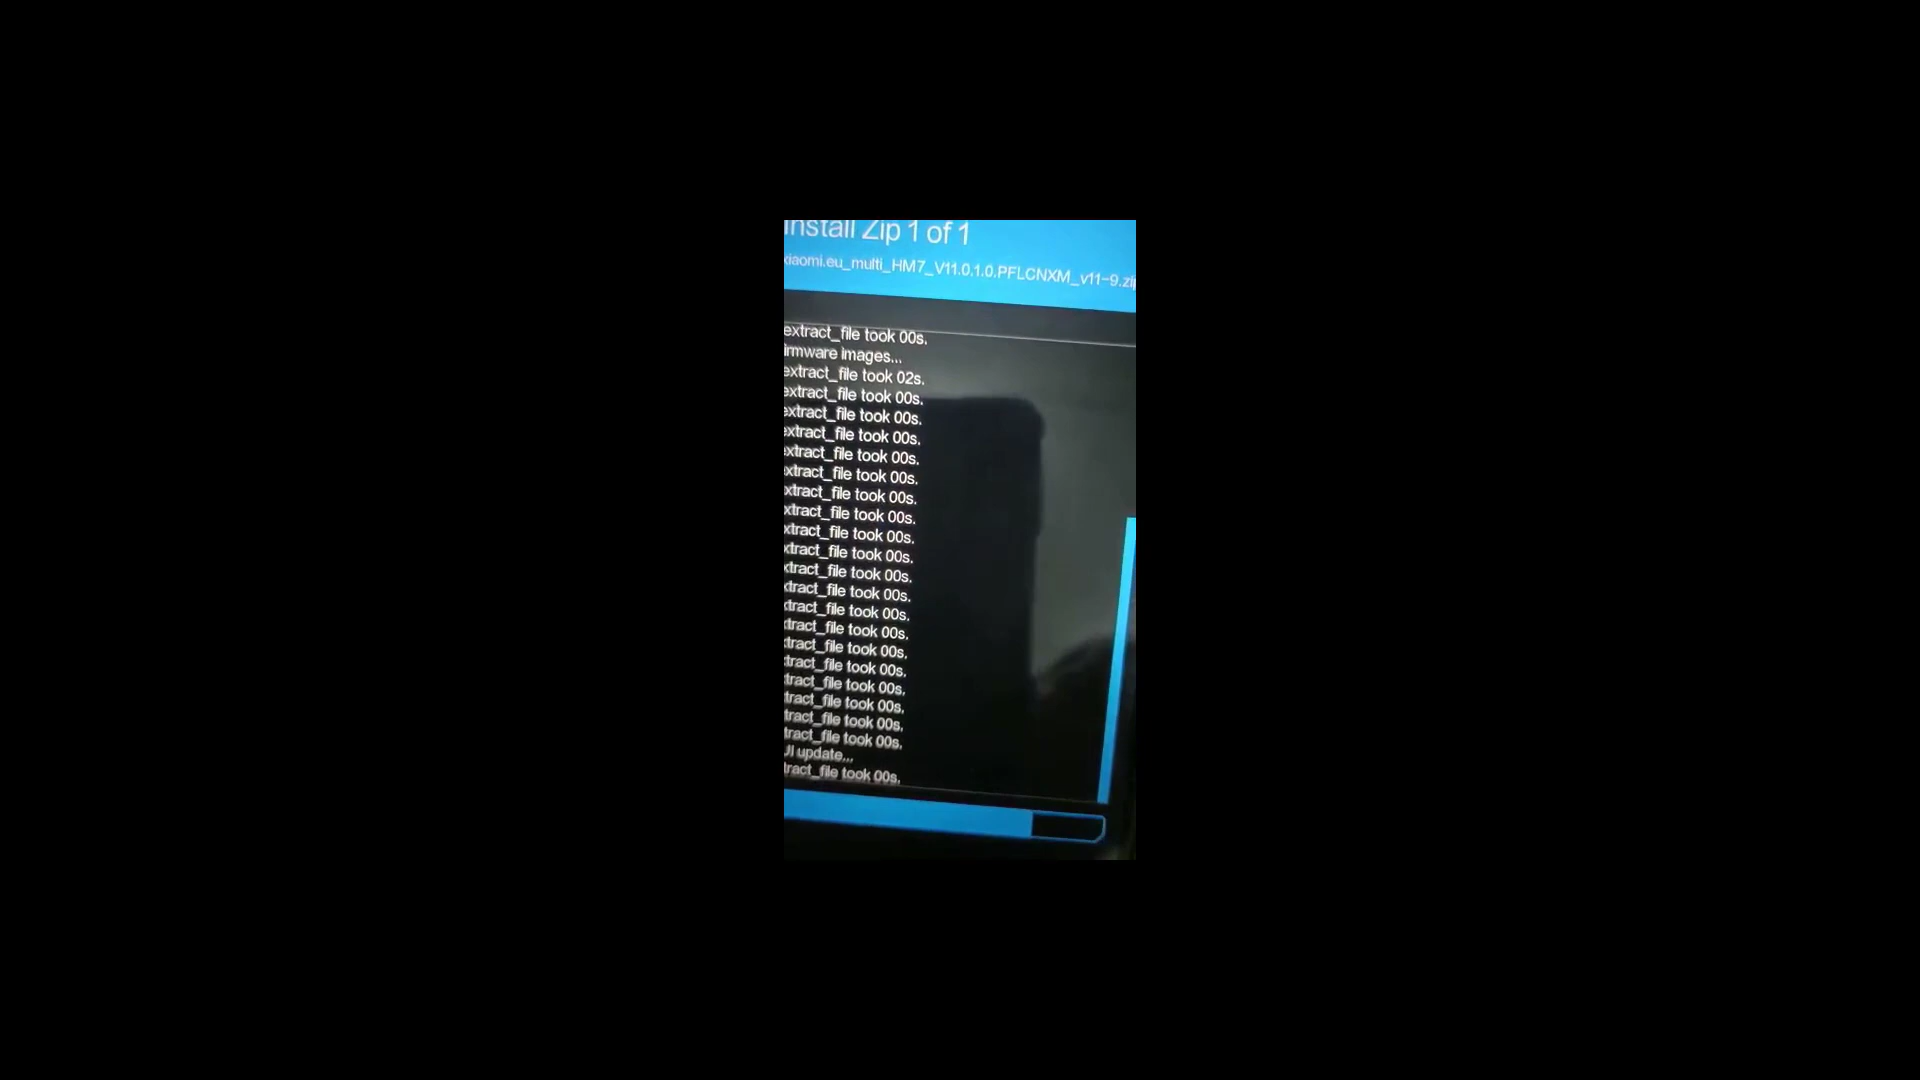 Install Zip 1 of 1
xiaomi.eu_multi_HM7_V11.0.1.0.PFLCNXM_v11-9.zip
extract_file took 00s.
irmware images...
extract_file took 02s.
extract_file took 00s.
extract_file took 00s.
extract_file took 00s.
extract_file took 00s.
xtract_file took 00s.
xtract_file took 00s.
xtract_file took 00s.
xtract_file took 00s.
xtract_file took 00s.
xtract_file took 00s.
xtract_file took 00s.
xtract_file took 00s.
tract_file took 00s.
tract_file took 00s.
tract_file took 00s.
tract_file took 00s.
tract_file took 00s.
tract_file took 00s.
tract_file took 00s.
UI update...
tract_file took 00s.